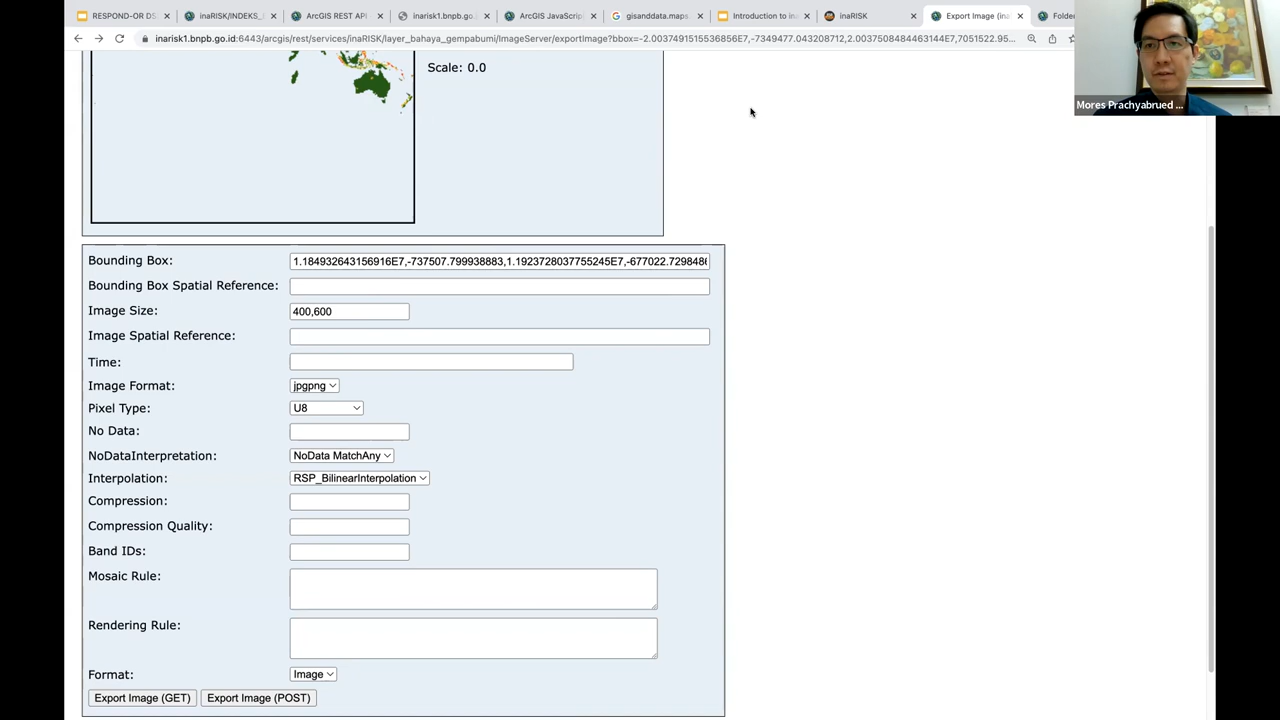 RESPOND-OR DS
inaRISK/INDEKS_
ArcGIS REST API
inarisk1.bnpb.go.
ArcGIS JavaScrip
gisanddata.maps
Introduction to in
inaRISK
Export Image (ina
Folder
inarisk1.bnpb.go.id:6443/arcgis/rest/services/inaRISK/layer_bahaya_gempabumi/ImageServer/exportImage?bbox=-2.0037491515536856E7,-7349477.043208712,2.0037508484463144E7,7051522.95...
Mores Prachyabrued ...
Scale: 0.0
Bounding Box: 1.184932643156916E7,-737507.799938883,1.1923728037755245E7,-677022.7298486
Bounding Box Spatial Reference:
Image Size: 400,600
Image Spatial Reference:
Time:
Image Format: jpgpng
Pixel Type: U8
No Data:
NoDataInterpretation: NoData MatchAny
Interpolation: RSP_BilinearInterpolation
Compression:
Compression Quality:
Band IDs:
Mosaic Rule:
Rendering Rule:
Format: Image
Export Image (GET) Export Image (POST)